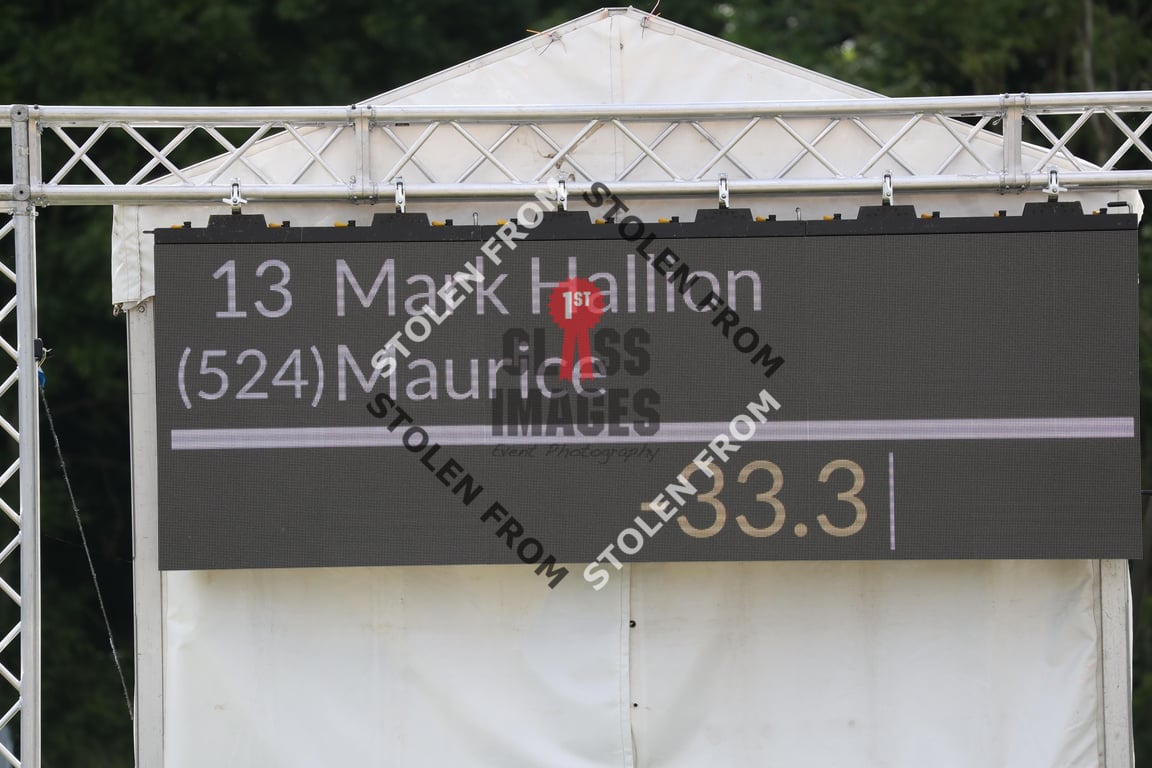 13 Mark Hallion
(524) Maurice
-33.3
STOLEN FROM
STOLEN FROM
1ST
CLASS
IMAGES
Event Photography
STOLEN FROM
STOLEN FROM